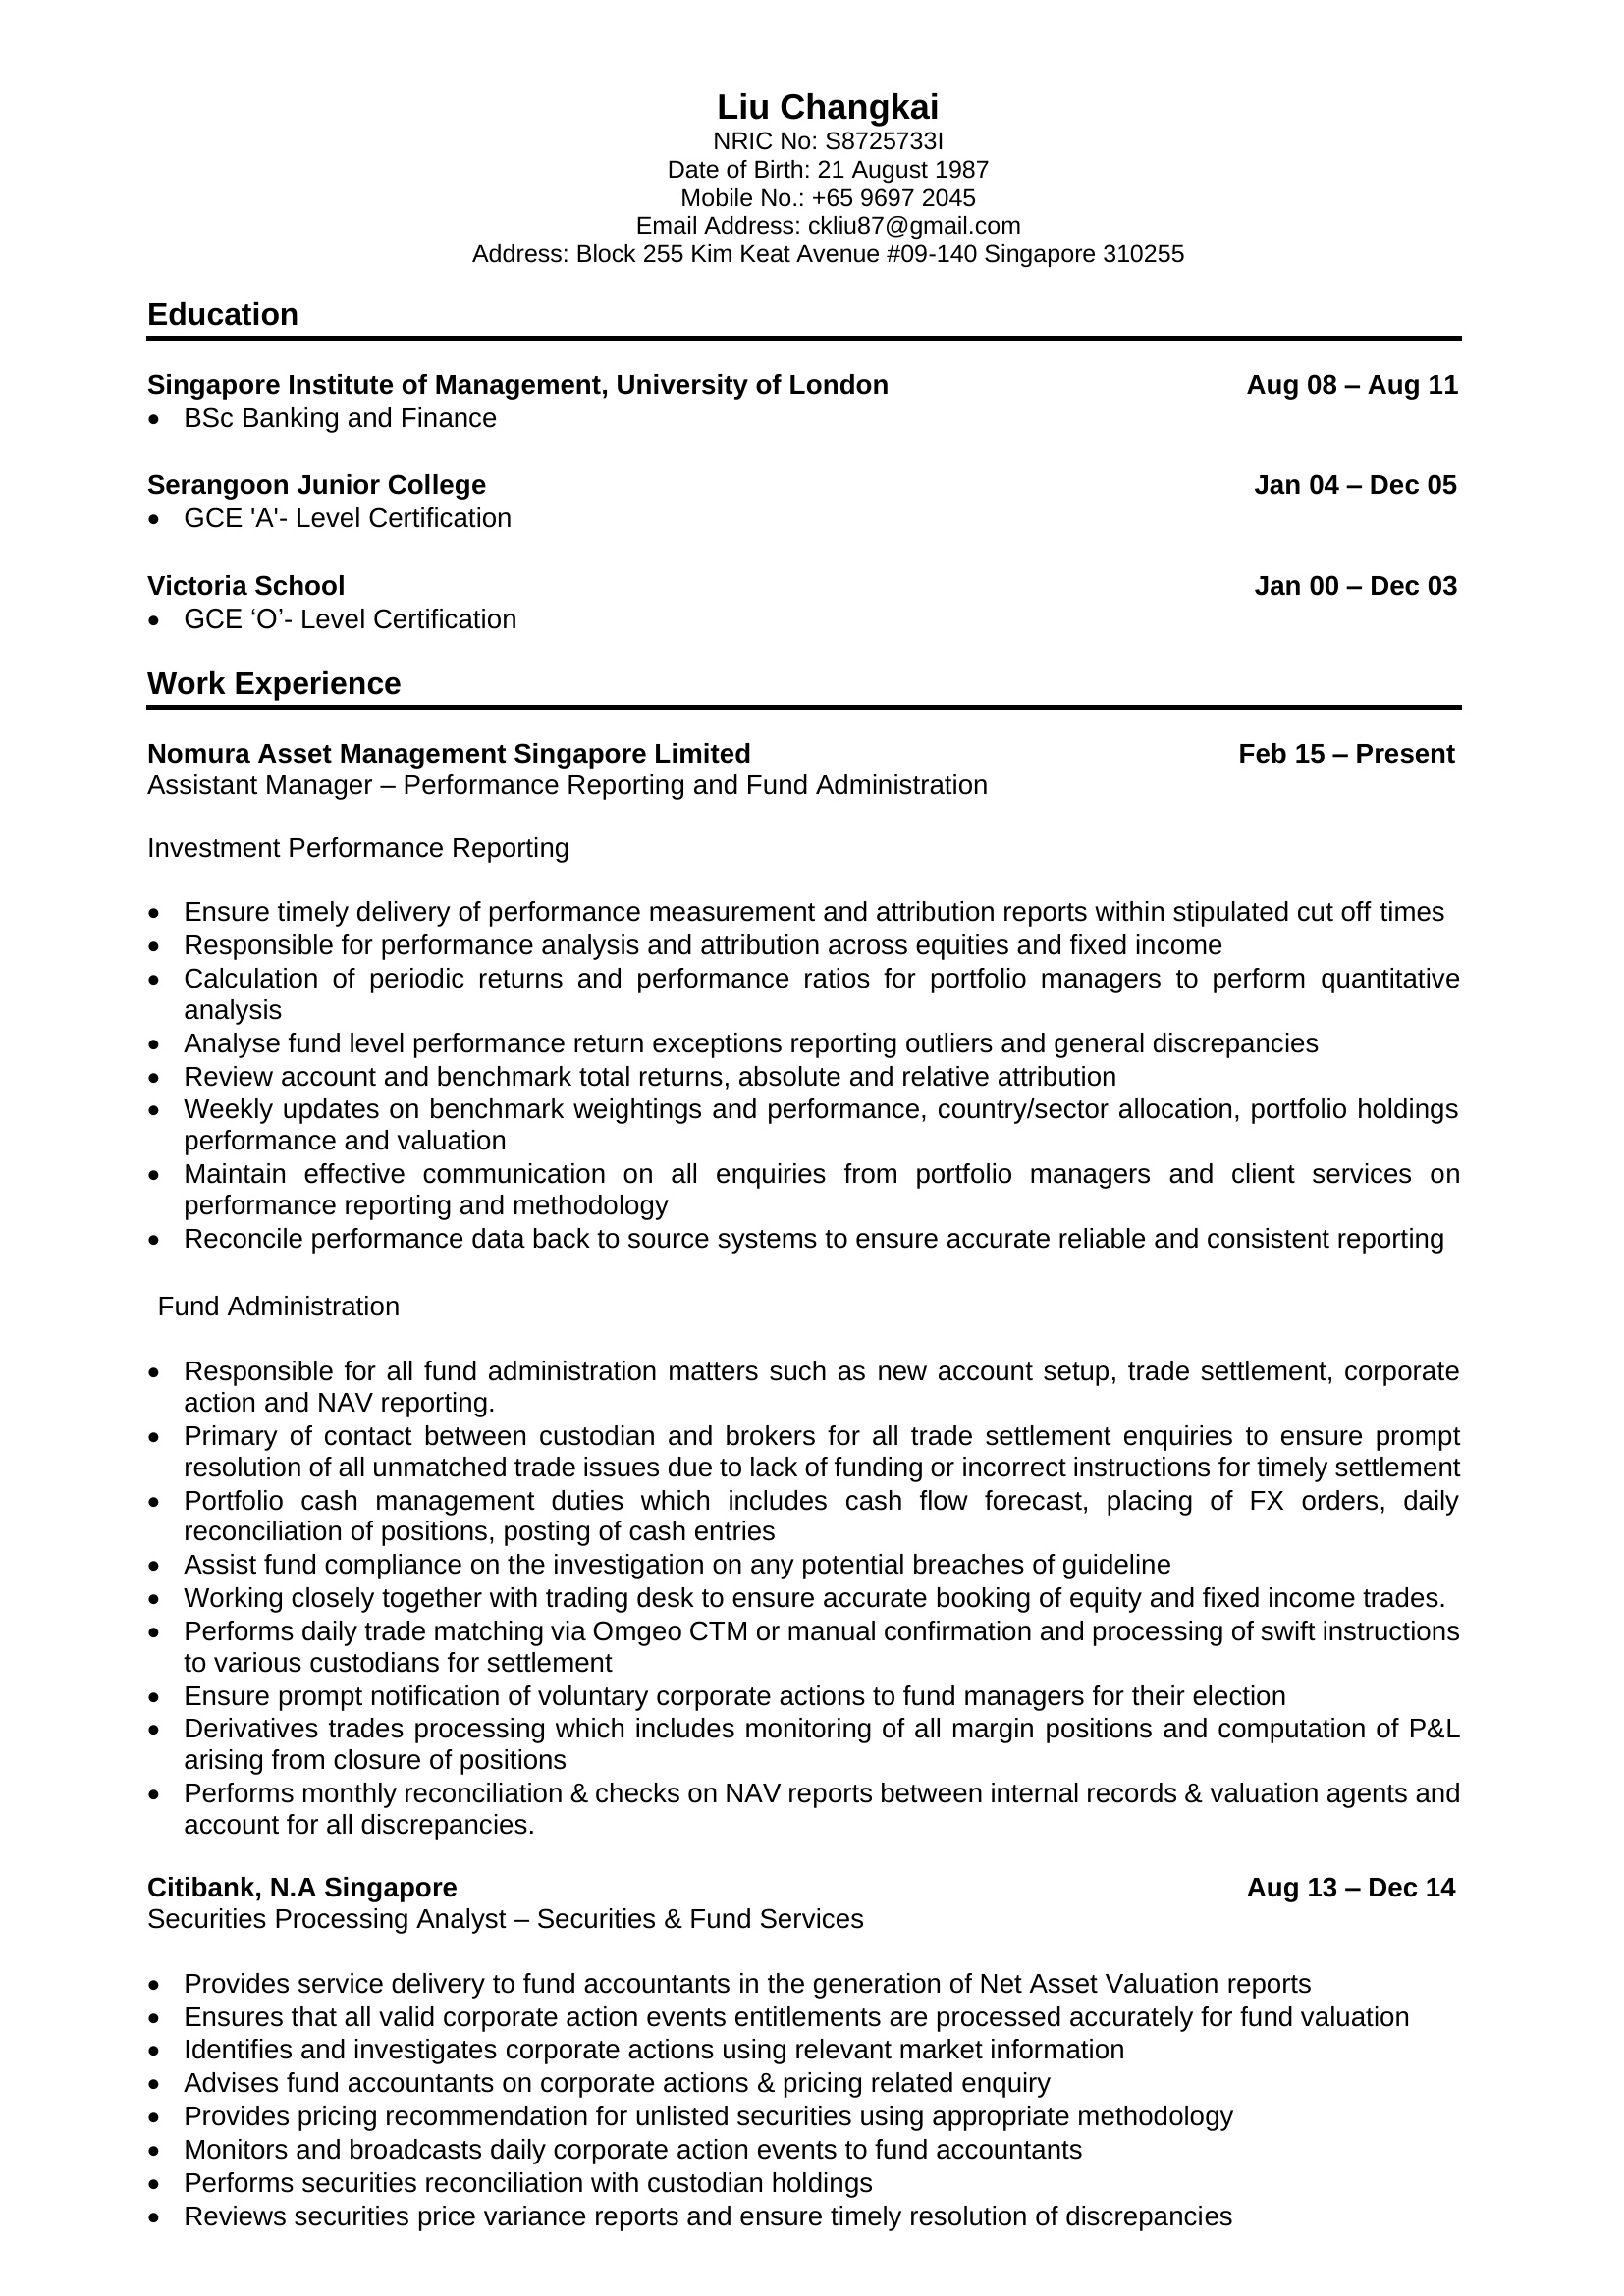 Liu Changkai
NRIC No: S8725733I
Date of Birth: 21 August 1987
Mobile No.: +65 9697 2045
Email Address: ckliu87@gmail.com
Address: Block 255 Kim Keat Avenue #09-140 Singapore 310255
Education
Singapore Institute of Management, University of London Aug 08 – Aug 11
• BSc Banking and Finance
Serangoon Junior College Jan 04 – Dec 05
• GCE 'A'- Level Certification
Victoria School Jan 00 – Dec 03
• GCE ‘O’- Level Certification
Work Experience
Nomura Asset Management Singapore Limited Feb 15 – Present
Assistant Manager – Performance Reporting and Fund Administration
Investment Performance Reporting
• Ensure timely delivery of performance measurement and attribution reports within stipulated cut off times
• Responsible for performance analysis and attribution across equities and fixed income
• Calculation of periodic returns and performance ratios for portfolio managers to perform quantitative
analysis
• Analyse fund level performance return exceptions reporting outliers and general discrepancies
• Review account and benchmark total returns, absolute and relative attribution
• Weekly updates on benchmark weightings and performance, country/sector allocation, portfolio holdings
performance and valuation
• Maintain effective communication on all enquiries from portfolio managers and client services on
performance reporting and methodology
• Reconcile performance data back to source systems to ensure accurate reliable and consistent reporting
Fund Administration
• Responsible for all fund administration matters such as new account setup, trade settlement, corporate
action and NAV reporting.
• Primary of contact between custodian and brokers for all trade settlement enquiries to ensure prompt
resolution of all unmatched trade issues due to lack of funding or incorrect instructions for timely settlement
• Portfolio cash management duties which includes cash flow forecast, placing of FX orders, daily
reconciliation of positions, posting of cash entries
• Assist fund compliance on the investigation on any potential breaches of guideline
• Working closely together with trading desk to ensure accurate booking of equity and fixed income trades.
• Performs daily trade matching via Omgeo CTM or manual confirmation and processing of swift instructions
to various custodians for settlement
• Ensure prompt notification of voluntary corporate actions to fund managers for their election
• Derivatives trades processing which includes monitoring of all margin positions and computation of P&L
arising from closure of positions
• Performs monthly reconciliation & checks on NAV reports between internal records & valuation agents and
account for all discrepancies.
Citibank, N.A Singapore Aug 13 – Dec 14
Securities Processing Analyst – Securities & Fund Services
• Provides service delivery to fund accountants in the generation of Net Asset Valuation reports
• Ensures that all valid corporate action events entitlements are processed accurately for fund valuation
• Identifies and investigates corporate actions using relevant market information
• Advises fund accountants on corporate actions & pricing related enquiry
• Provides pricing recommendation for unlisted securities using appropriate methodology
• Monitors and broadcasts daily corporate action events to fund accountants
• Performs securities reconciliation with custodian holdings
• Reviews securities price variance reports and ensure timely resolution of discrepancies